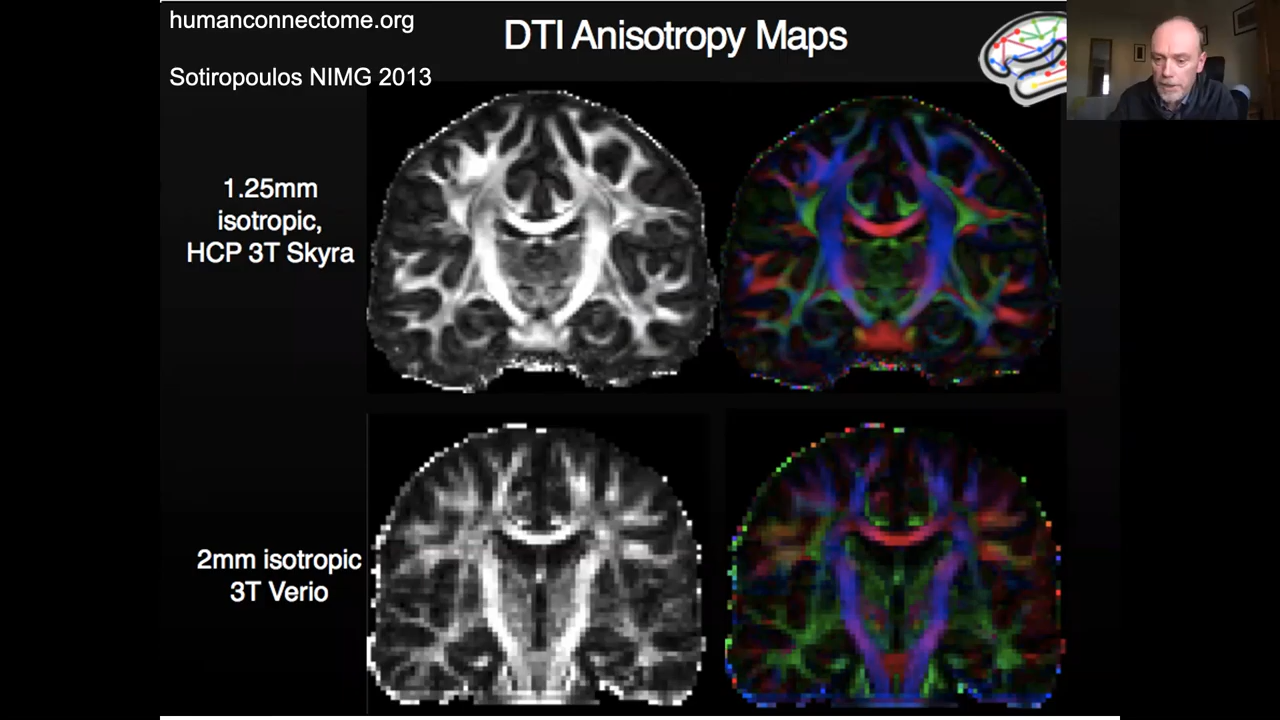 humanconnectome.org
DTI Anisotropy Maps
Sotiropoulos NIMG 2013
1.25mm
isotropic,
HCP 3T Skyra
2mm isotropic
3T Verio